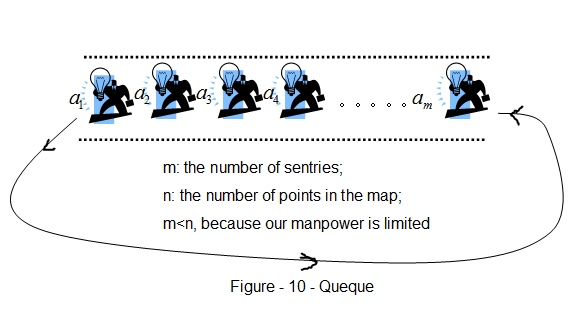 a1 a2 a3 a4 . . . . . am
m: the number of sentries;
n: the number of points in the map;
m<n, because our manpower is limited
Figure - 10 - Queque